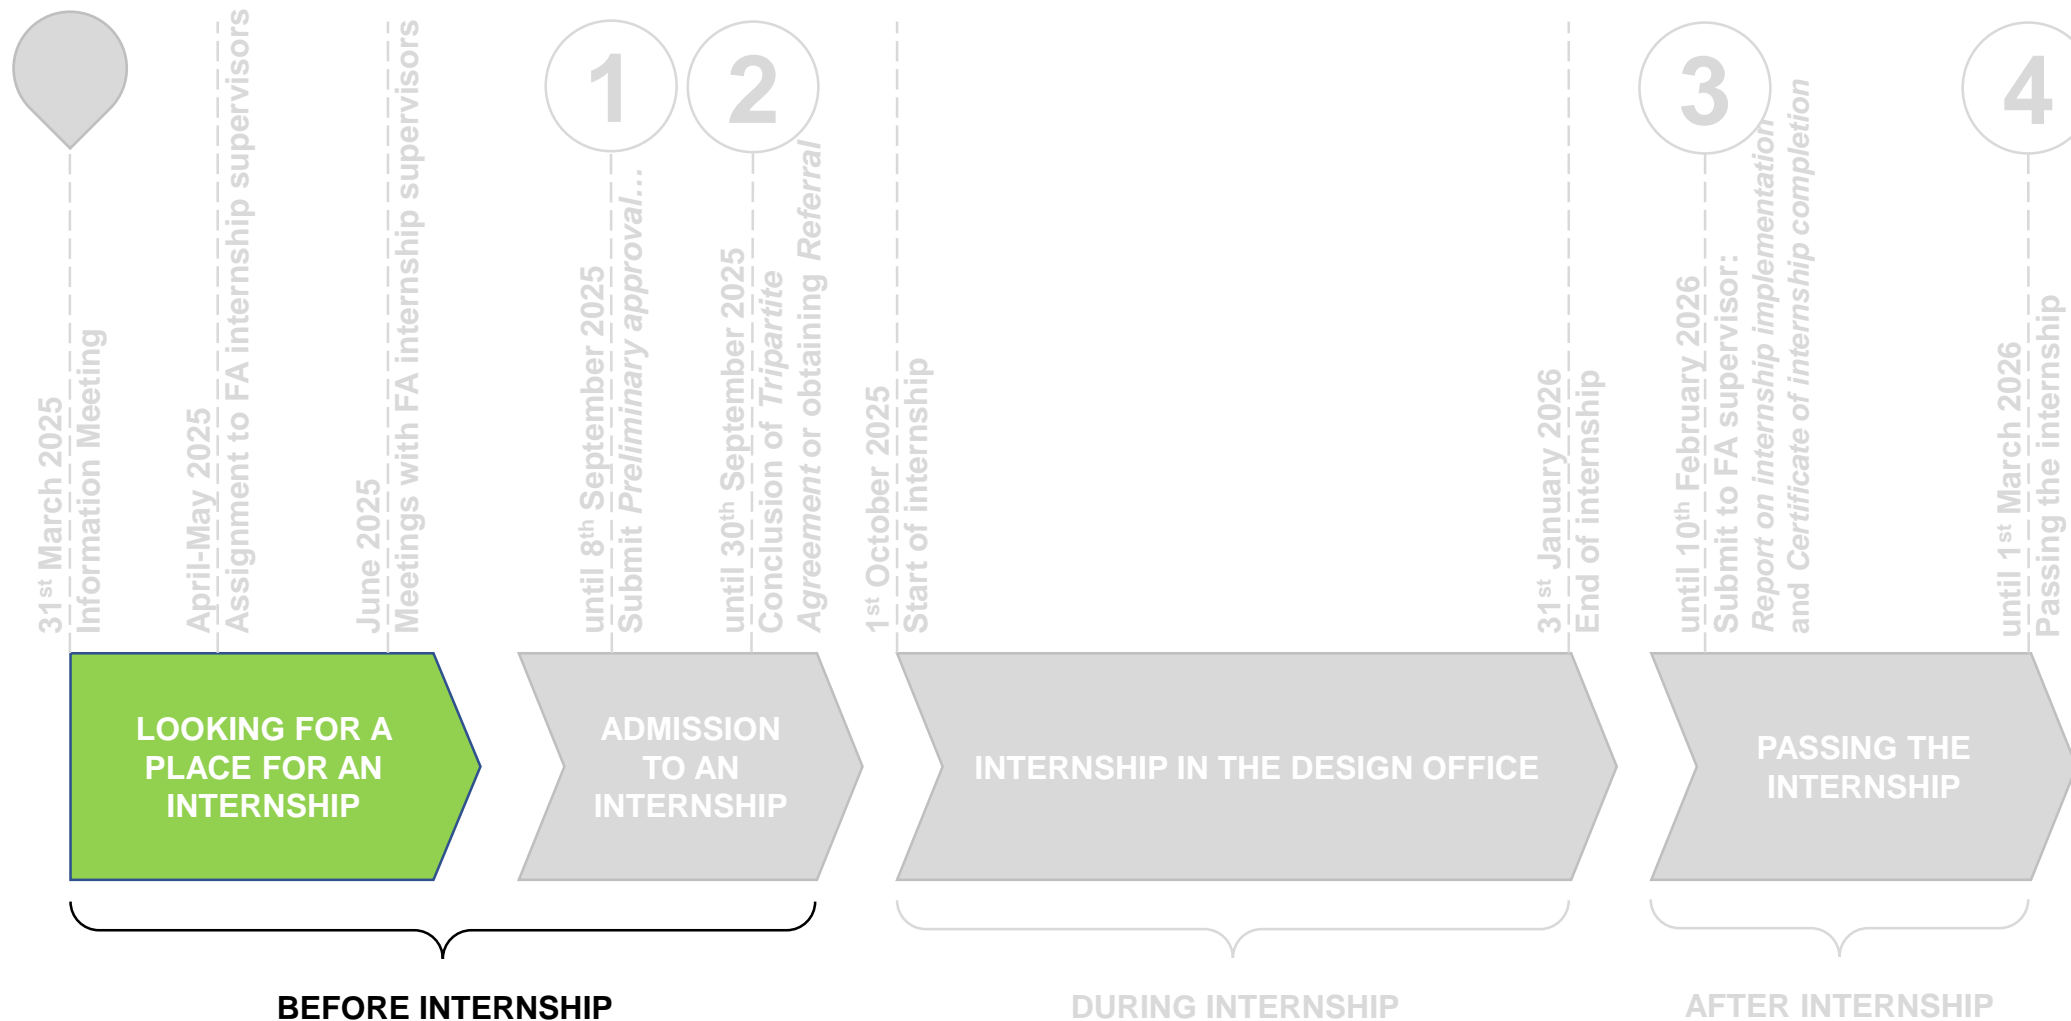 31st March 2025
Information Meeting
April-May 2025
Assignment to FA internship supervisors
June 2025
Meetings with FA internship supervisors
1
until 8th September 2025
Submit Preliminary approval...
2
until 30th September 2025
Conclusion of Tripartite
Agreement or obtaining Referral
1st October 2025
Start of internship
31st January 2026
End of internship
3
until 10th February 2026
Submit to FA supervisor:
Report on internship implementation
and Certificate of internship completion
4
until 1st March 2026
Passing the internship
LOOKING FOR A
PLACE FOR AN
INTERNSHIP
ADMISSION
TO AN
INTERNSHIP
INTERNSHIP IN THE DESIGN OFFICE
PASSING THE
INTERNSHIP
BEFORE INTERNSHIP
DURING INTERNSHIP
AFTER INTERNSHIP